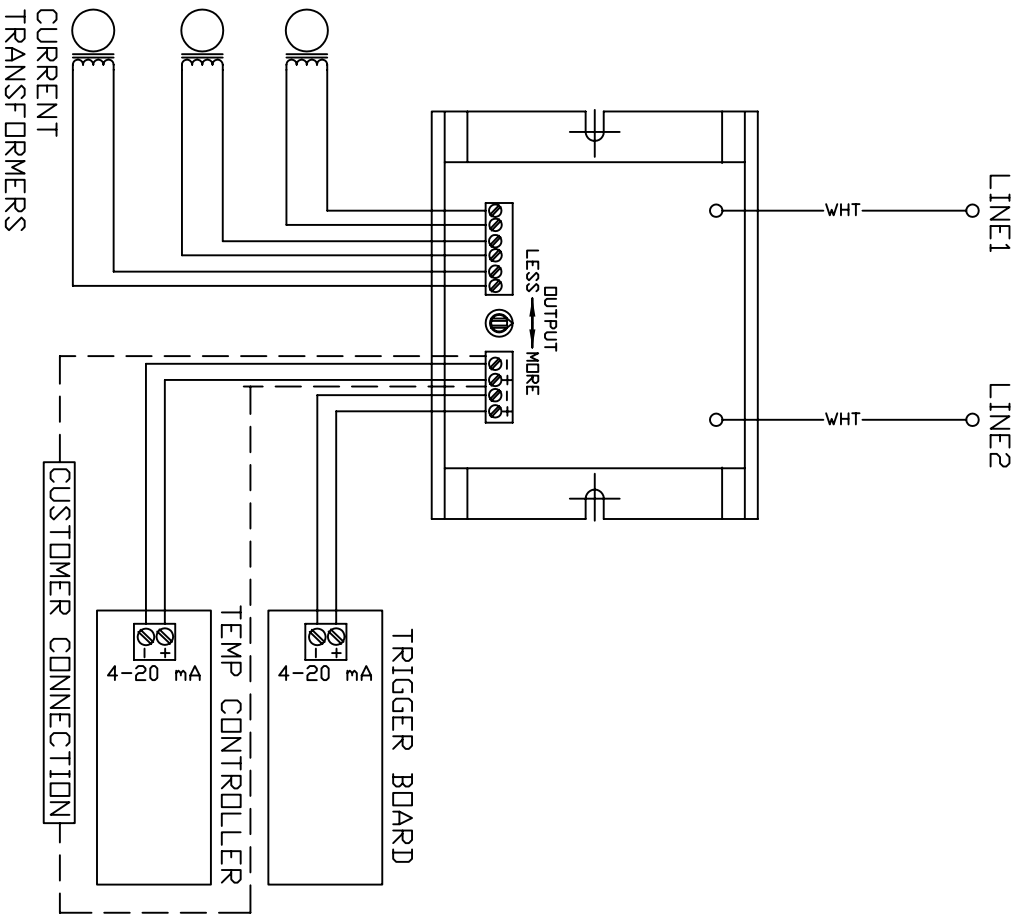 LINE1
LINE2
WHT
WHT
OUTPUT
LESS
MORE
-
+
-
+
CURRENT
TRANSFORMERS
TRIGGER BOARD
- +
4-20 mA
TEMP CONTROLLER
- +
4-20 mA
CUSTOMER CONNECTION